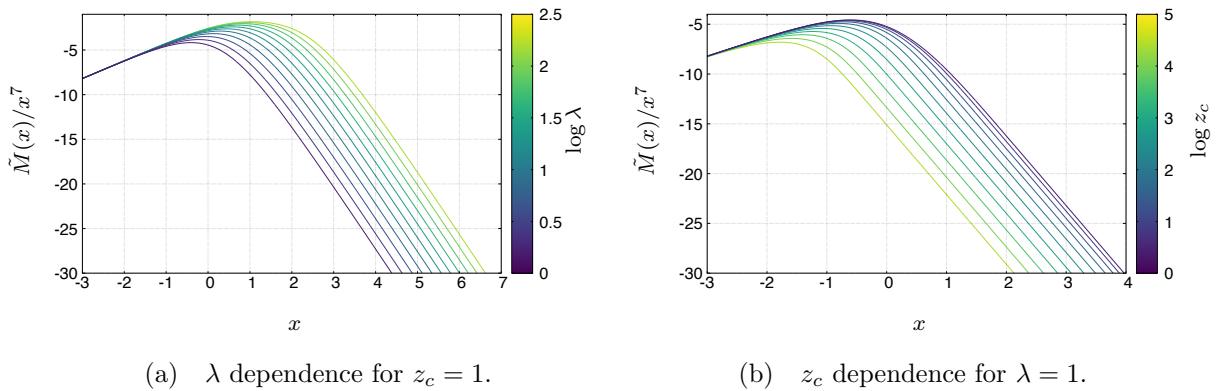 -5
-10
-15
-20
-25
-30
-3 -2 -1 0 1 2 3 4 5 6 7
M̃(x)/x⁷
x
2.5
2
1.5
1
0.5
0
log λ
(a) λ dependence for z_c = 1.
-5
-10
-15
-20
-25
-30
-3 -2 -1 0 1 2 3 4
M̃(x)/x⁷
x
5
4
3
2
1
0
log z_c
(b) z_c dependence for λ = 1.